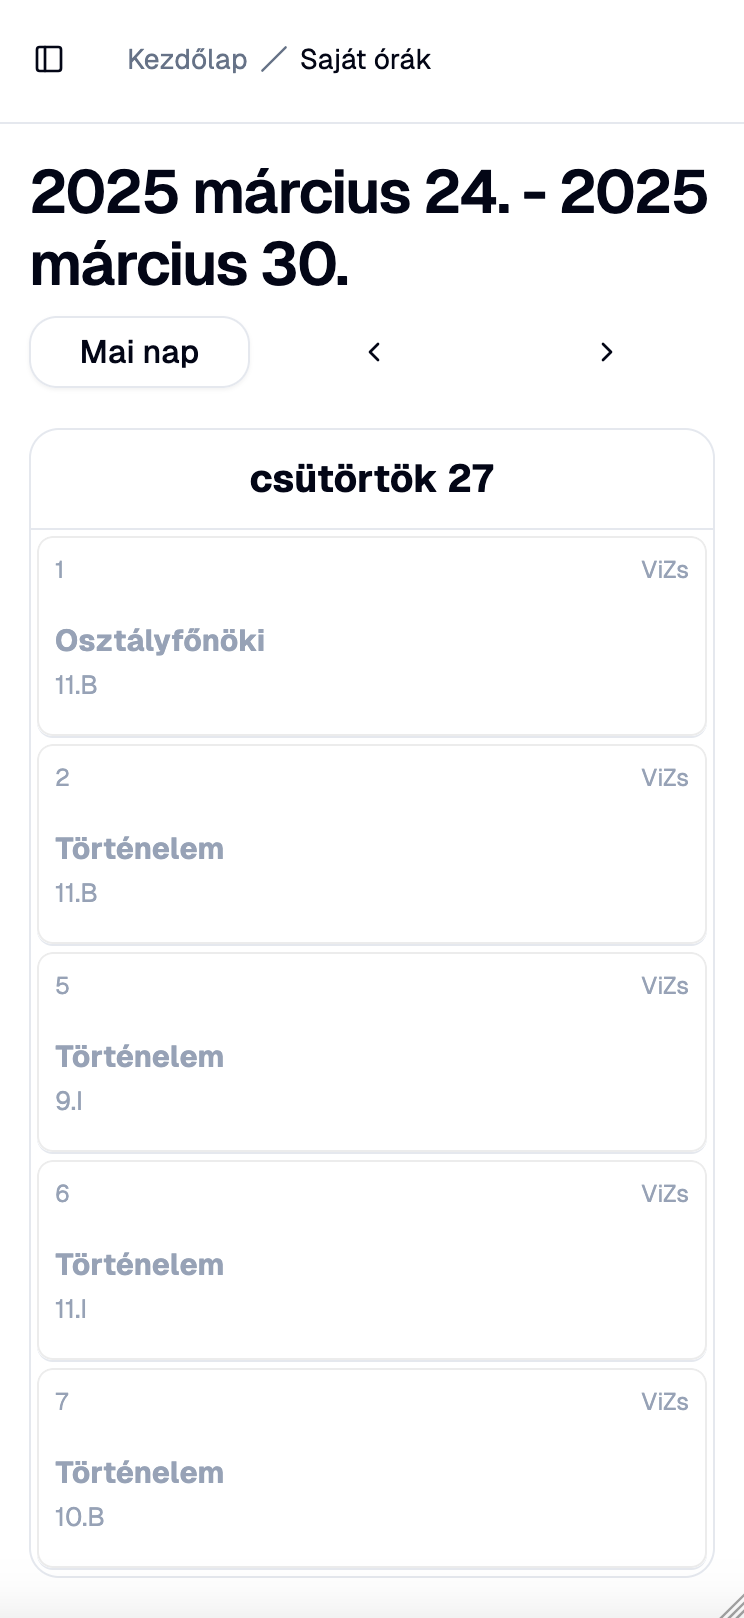 Kezdőlap / Saját órák
2025 március 24. - 2025
március 30.
Mai nap
csütörtök 27
1 ViZs
Osztályfőnöki
11.B
2 ViZs
Történelem
11.B
5 ViZs
Történelem
9.I
6 ViZs
Történelem
11.I
7 ViZs
Történelem
10.B